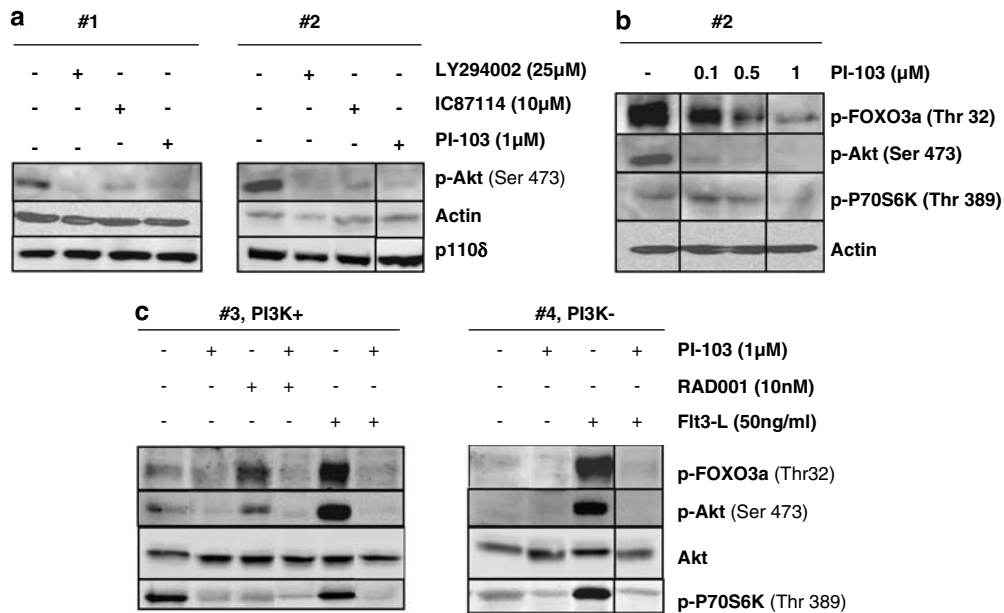 a
#1 #2
- + - - - + - - LY294002 (25μM)
- - + - - - + - IC87114 (10μM)
- - - + - - - + PI-103 (1μM)
p-Akt (Ser 473)
Actin
p110δ
b
#2
- 0.1 0.5 1 PI-103 (μM)
p-FOXO3a (Thr 32)
p-Akt (Ser 473)
p-P70S6K (Thr 389)
Actin
c
#3, PI3K+ #4, PI3K-
- + - + - + - + - + PI-103 (1μM)
- - + + - - - - - - RAD001 (10nM)
- - - - + + - - + + Flt3-L (50ng/ml)
p-FOXO3a (Thr32)
p-Akt (Ser 473)
Akt
p-P70S6K (Thr 389)